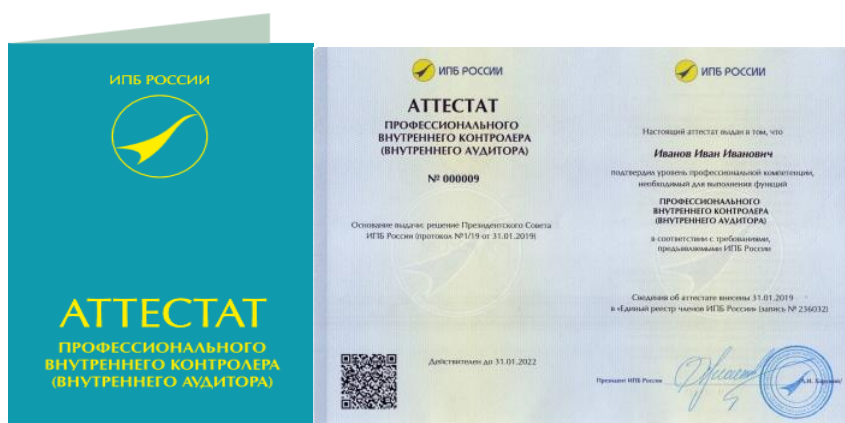 ИПБ РОССИИ
АТТЕСТАТ
ПРОФЕССИОНАЛЬНОГО
ВНУТРЕННЕГО КОНТРОЛЕРА
(ВНУТРЕННЕГО АУДИТОРА)
ИПБ РОССИИ
АТТЕСТАТ
ПРОФЕССИОНАЛЬНОГО
ВНУТРЕННЕГО КОНТРОЛЕРА
(ВНУТРЕННЕГО АУДИТОРА)
№ 000009
Основание выдачи: решение Президентского Совета
ИПБ России (протокол №1/19 от 31.01.2019)
Действителен до 31.01.2022
ИПБ РОССИИ
Настоящий аттестат выдан в том, что
Иванов Иван Иванович
подтвердил уровень профессиональной компетенции,
необходимый для выполнения функций
ПРОФЕССИОНАЛЬНОГО
ВНУТРЕННЕГО КОНТРОЛЕРА
(ВНУТРЕННЕГО АУДИТОРА)
в соответствии с требованиями,
предъявляемыми ИПБ России
Сведения об аттестате внесены 31.01.2019
в «Единый реестр членов ИПБ России» (запись № 236032)
Президент ИПБ России